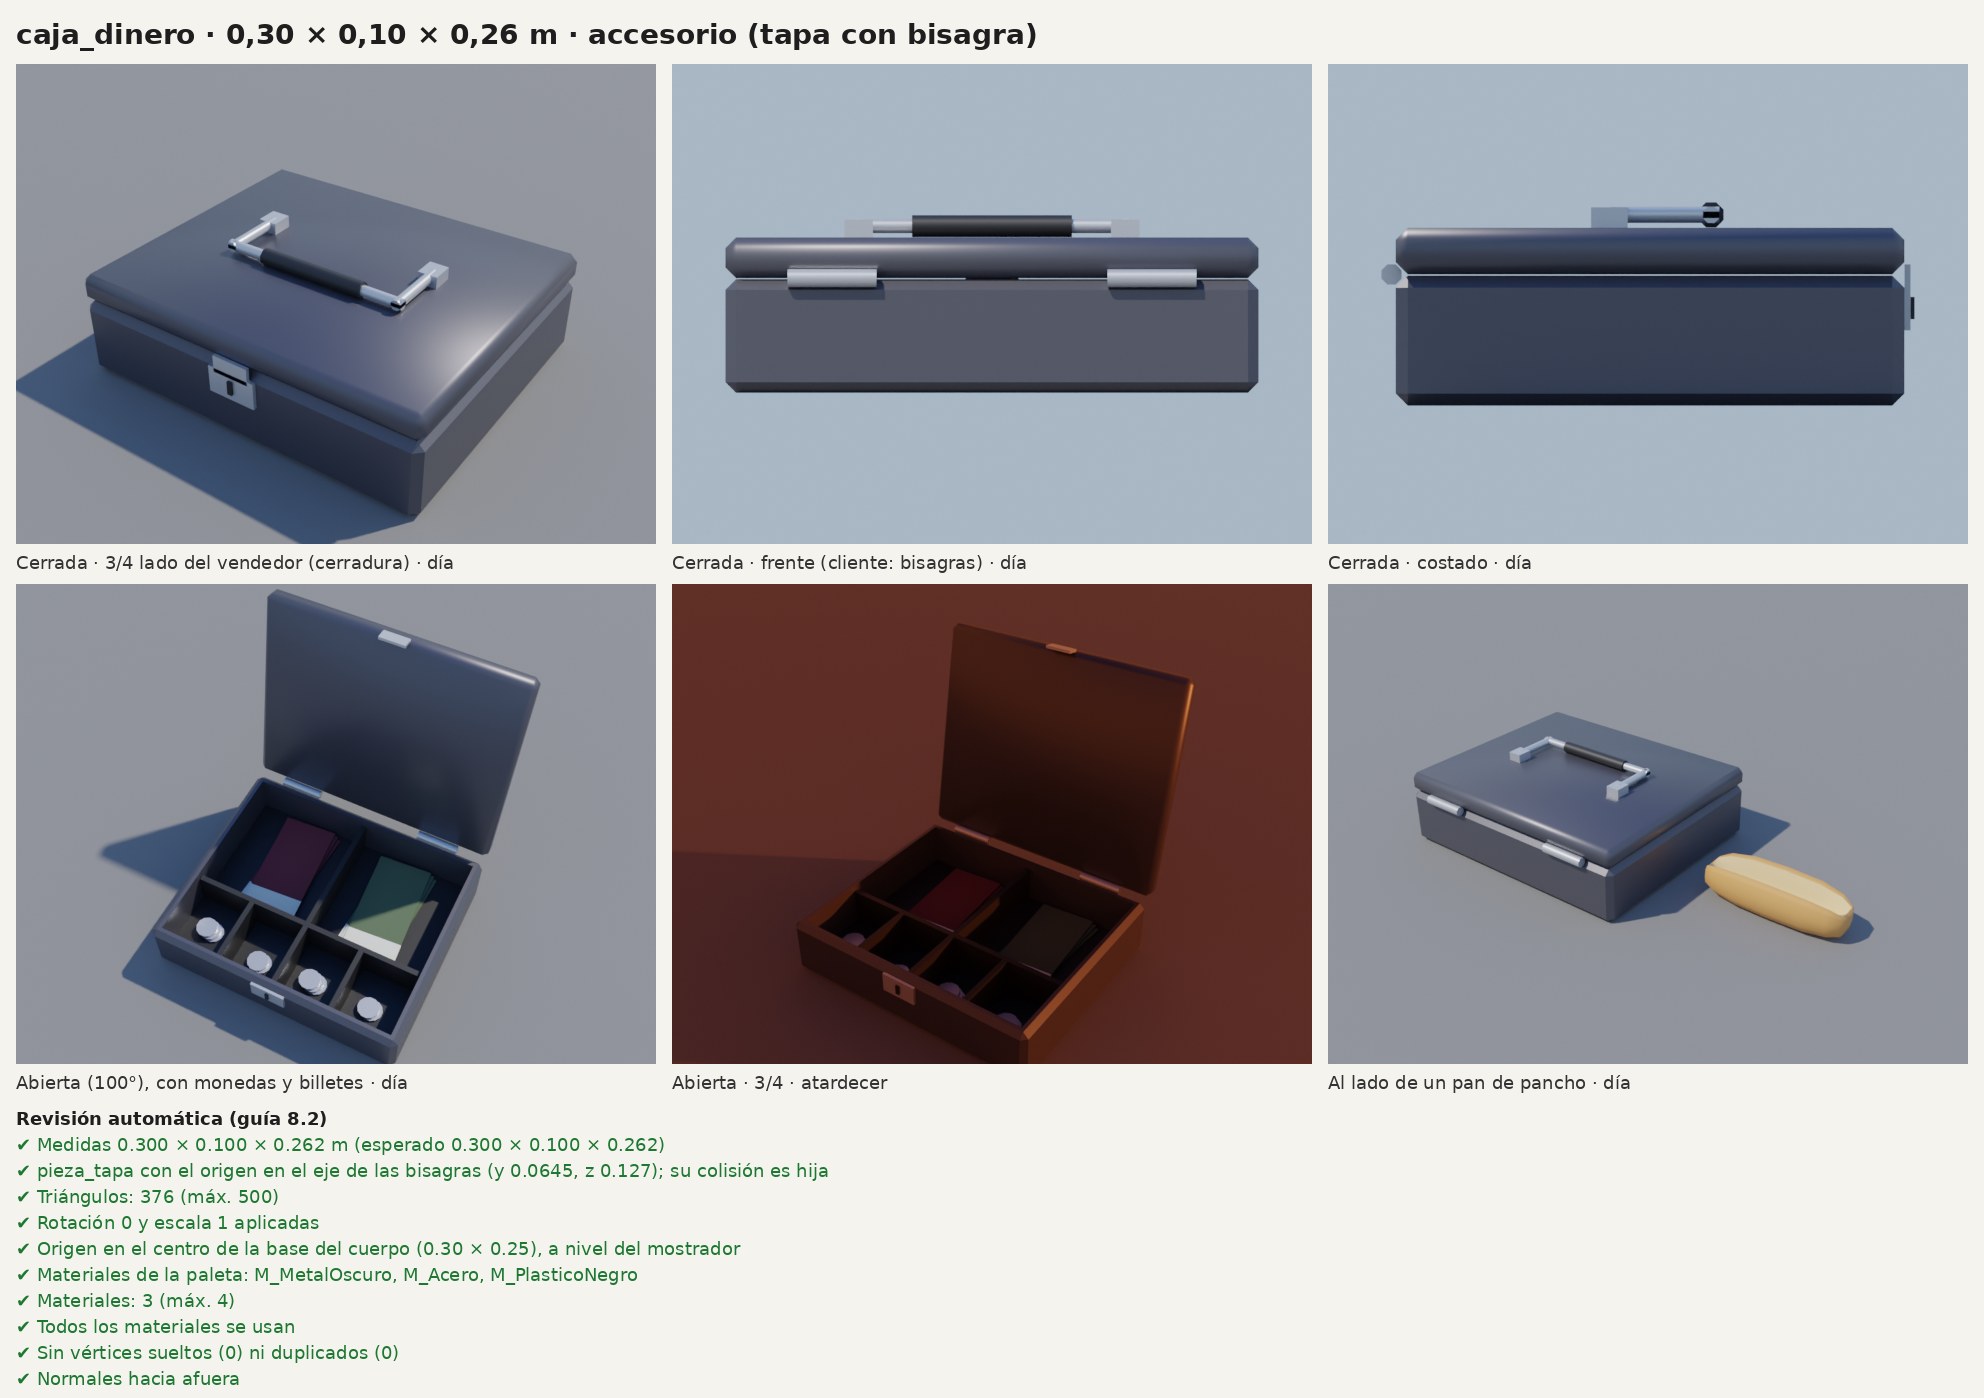 caja_dinero · 0,30 × 0,10 × 0,26 m · accesorio (tapa con bisagra)
Cerrada · 3/4 lado del vendedor (cerradura) · día
Cerrada · frente (cliente: bisagras) · día
Cerrada · costado · día
Abierta (100°), con monedas y billetes · día
Abierta · 3/4 · atardecer
Al lado de un pan de pancho · día
Revisión automática (guía 8.2)
✔ Medidas 0.300 × 0.100 × 0.262 m (esperado 0.300 × 0.100 × 0.262)
✔ pieza_tapa con el origen en el eje de las bisagras (y 0.0645, z 0.127); su colisión es hija
✔ Triángulos: 376 (máx. 500)
✔ Rotación 0 y escala 1 aplicadas
✔ Origen en el centro de la base del cuerpo (0.30 × 0.25), a nivel del mostrador
✔ Materiales de la paleta: M_MetalOscuro, M_Acero, M_PlasticoNegro
✔ Materiales: 3 (máx. 4)
✔ Todos los materiales se usan
✔ Sin vértices sueltos (0) ni duplicados (0)
✔ Normales hacia afuera